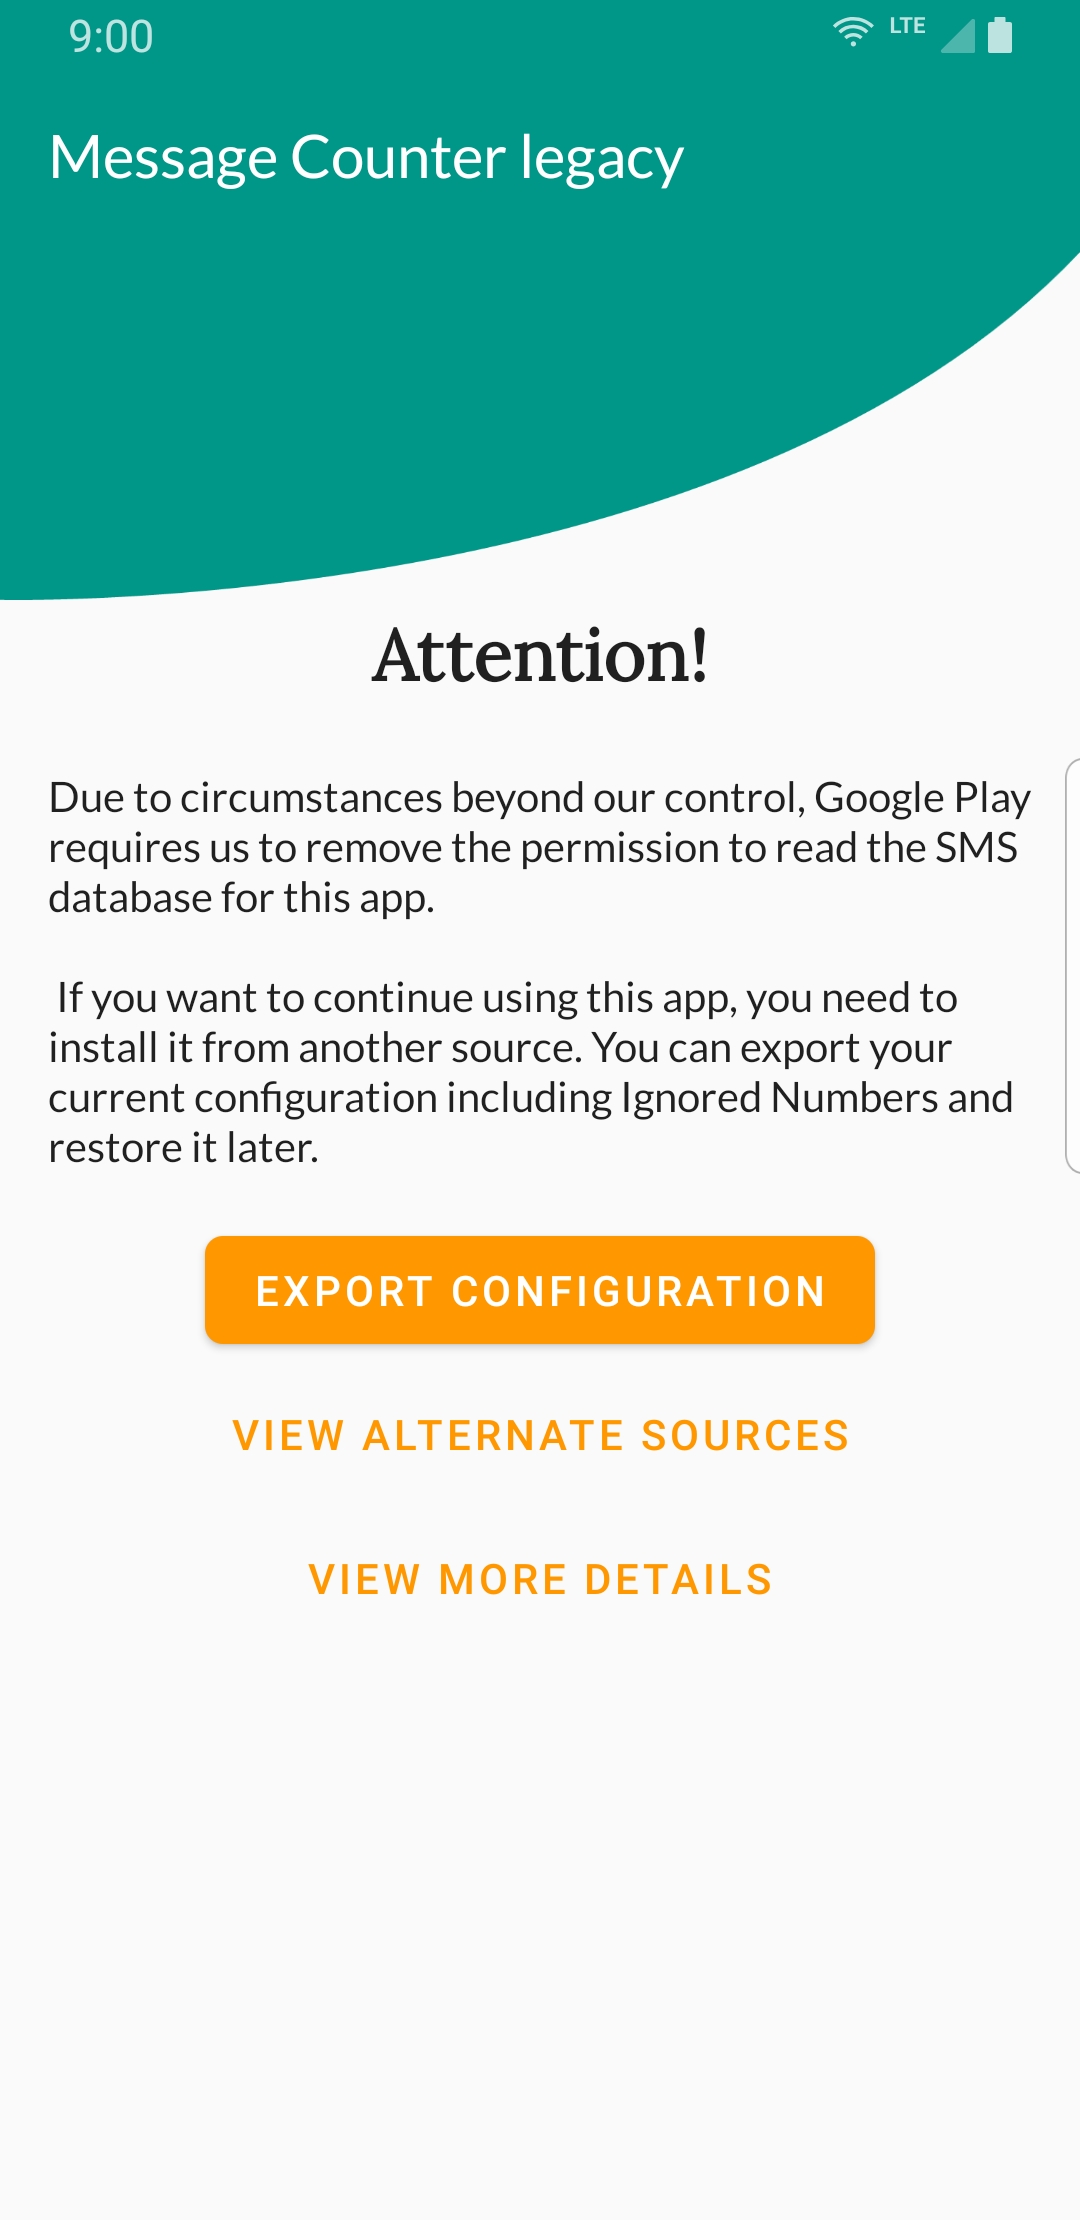 9:00
LTE
Message Counter legacy
Attention!
Due to circumstances beyond our control, Google Play
requires us to remove the permission to read the SMS
database for this app.
If you want to continue using this app, you need to
install it from another source. You can export your
current configuration including Ignored Numbers and
restore it later.
EXPORT CONFIGURATION
VIEW ALTERNATE SOURCES
VIEW MORE DETAILS